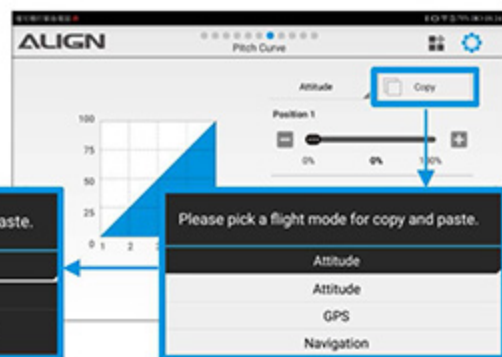 ALIGN
Pitch Curve
Attitude
Copy
Position 1
0%
0%
100
75
50
25
0
1
2
aste.
Please pick a flight mode for copy and paste.
Attitude
Attitude
GPS
Navigation